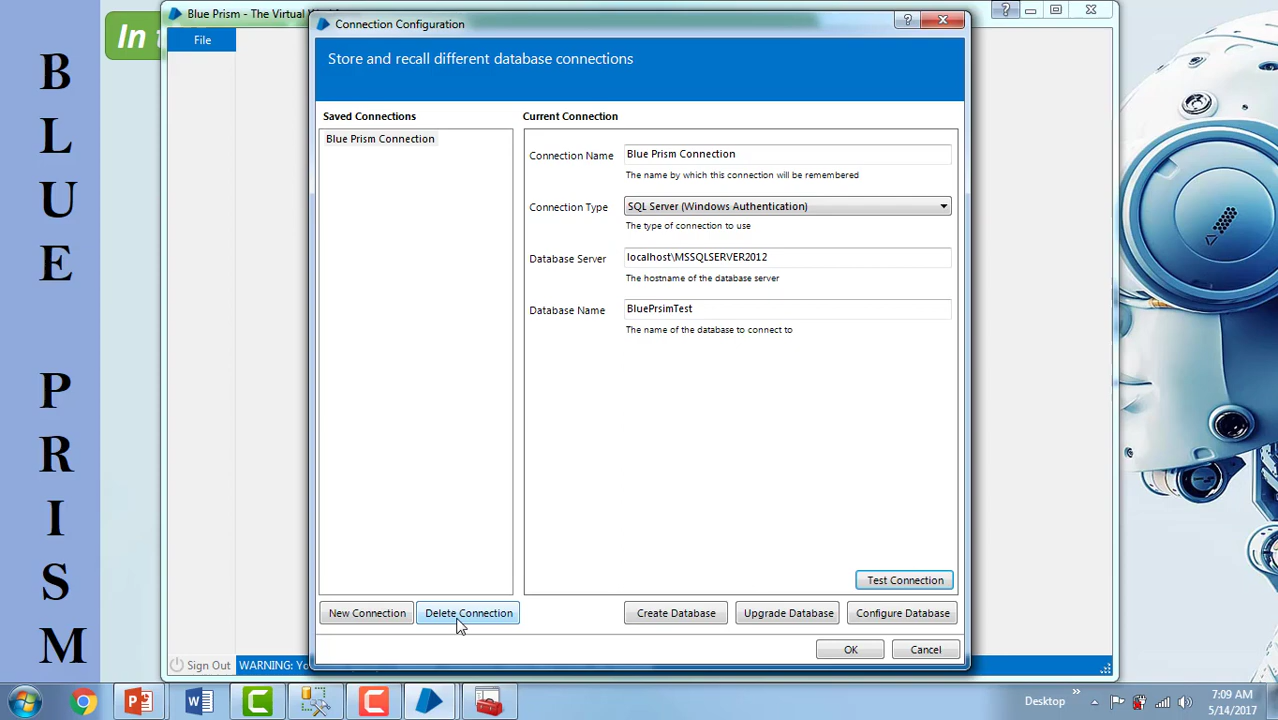 BLUE PRISM
In
Blue Prism - The Virtual W
File
Connection Configuration
Store and recall different database connections
Saved Connections
Blue Prism Connection
Current Connection
Connection Name
Blue Prism Connection
The name by which this connection will be remembered
Connection Type
SQL Server (Windows Authentication)
The type of connection to use
Database Server
localhost\MSSQLSERVER2012
The hostname of the database server
Database Name
BluePrsimTest
The name of the database to connect to
Test Connection
New Connection
Delete Connection
Create Database
Upgrade Database
Configure Database
OK
Cancel
Sign Out
WARNING: Yo
Desktop
7:09 AM
5/14/2017